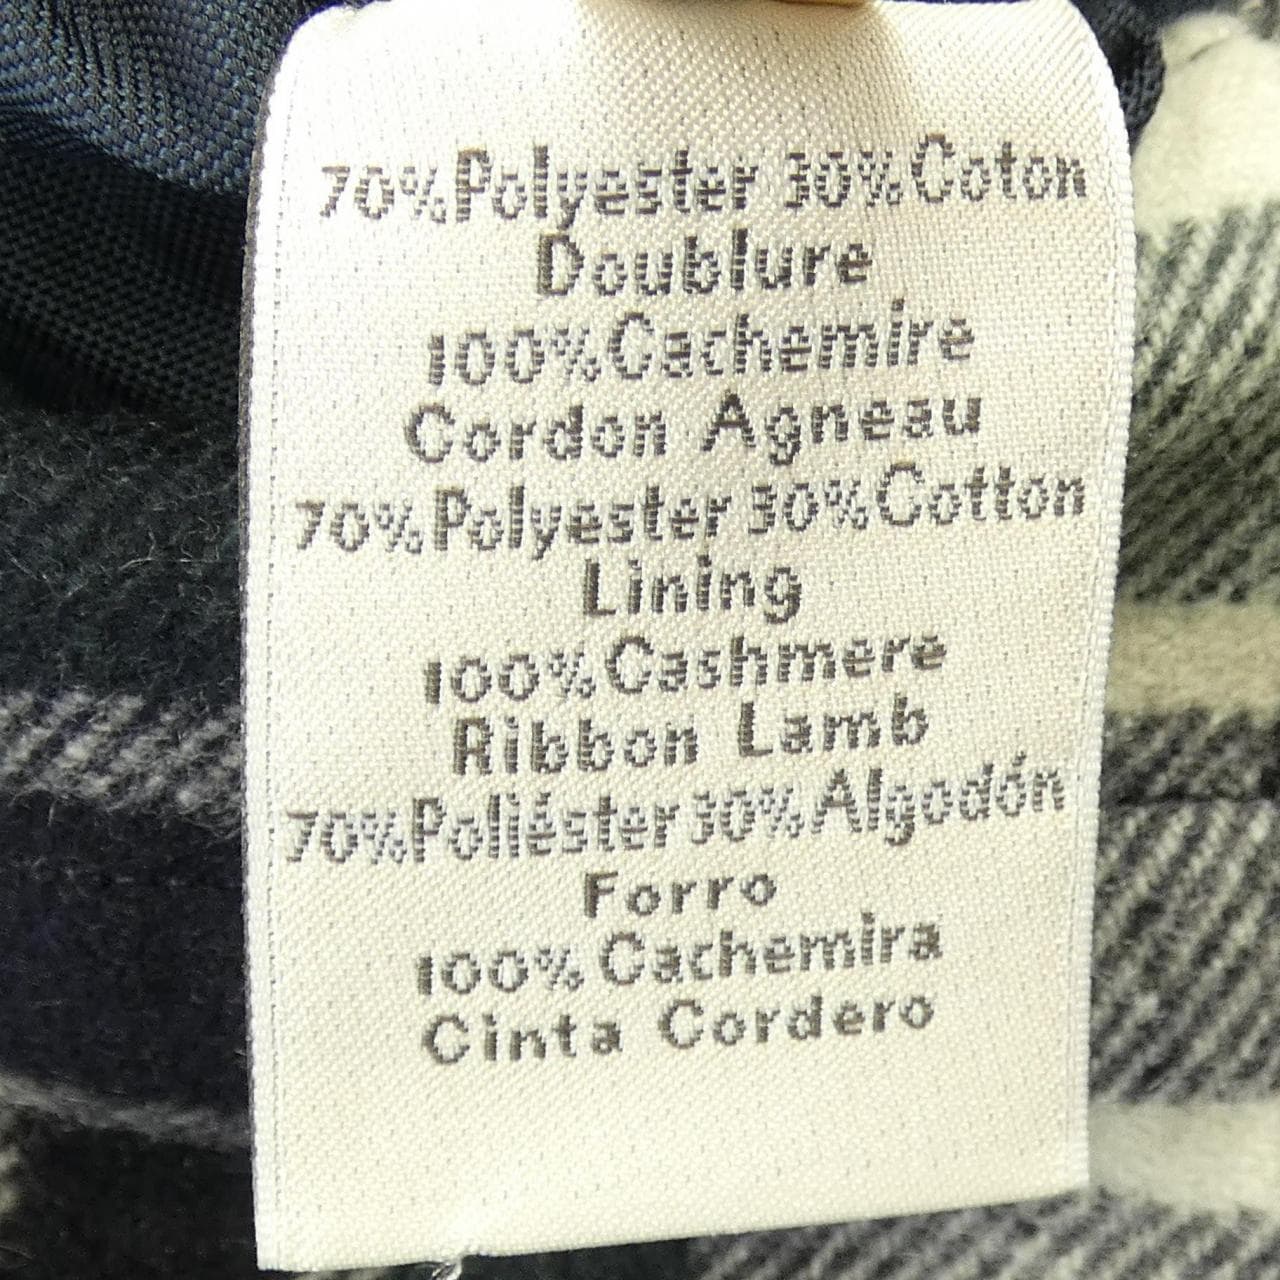 70%Polyester 30%Coton
Doublure
100%Cachemire
Cordon Agneau
70%Polyester 30%Cotton
Lining
100%Cashmere
Ribbon Lamb
70%Poliéster 30%Algodón
Forro
100%Cachemira
Cinta Cordero